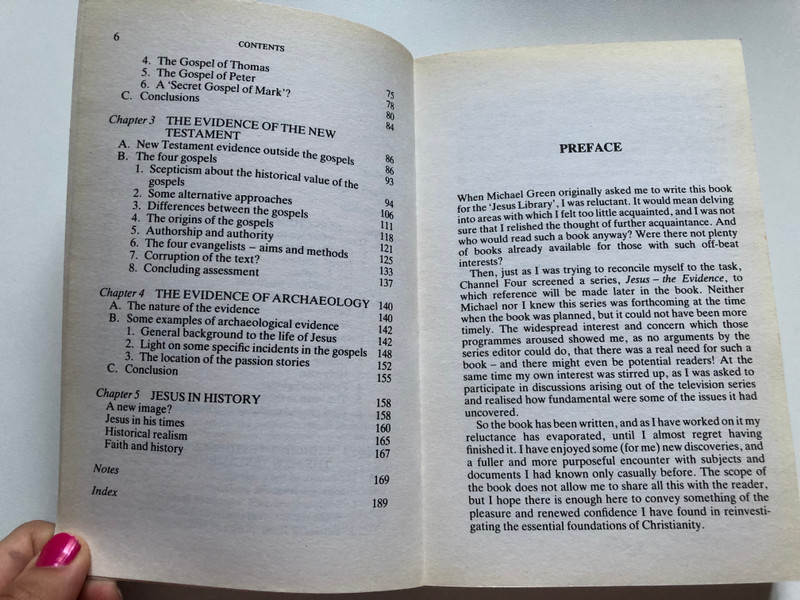 6
CONTENTS
4. The Gospel of Thomas 75
5. The Gospel of Peter 78
6. A 'Secret Gospel of Mark'? 80
C. Conclusions 84
Chapter 3 THE EVIDENCE OF THE NEW
TESTAMENT 86
A. New Testament evidence outside the gospels 86
B. The four gospels 93
1. Scepticism about the historical value of the
gospels 94
2. Some alternative approaches 106
3. Differences between the gospels 111
4. The origins of the gospels 118
5. Authorship and authority 121
6. The four evangelists – aims and methods 125
7. Corruption of the text? 133
8. Concluding assessment 137
Chapter 4 THE EVIDENCE OF ARCHAEOLOGY 140
A. The nature of the evidence 140
B. Some examples of archaeological evidence 142
1. General background to the life of Jesus 142
2. Light on some specific incidents in the gospels 148
3. The location of the passion stories 152
C. Conclusion 155
Chapter 5 JESUS IN HISTORY 158
A new image? 158
Jesus in his times 160
Historical realism 165
Faith and history 167
Notes 169
Index 189
PREFACE
When Michael Green originally asked me to write this book
for the 'Jesus Library', I was reluctant. It would mean delving
into areas with which I felt too little acquainted, and I was not
sure that I relished the thought of further acquaintance. And
who would read such a book anyway? Were there not plenty
of books already available for those with such off-beat
interests?
Then, just as I was trying to reconcile myself to the task,
Channel Four screened a series, Jesus – the Evidence, to
which reference will be made later in the book. Neither
Michael nor I knew this series was forthcoming at the time
when the book was planned, but it could not have been more
timely. The widespread interest and concern which those
programmes aroused showed me, as no arguments by the
series editor could do, that there was a real need for such a
book – and there might even be potential readers! At the
same time my own interest was stirred up, as I was asked to
participate in discussions arising out of the television series
and realised how fundamental were some of the issues it had
uncovered.
So the book has been written, and as I have worked on it my
reluctance has evaporated, until I almost regret having
finished it. I have enjoyed some (for me) new discoveries, and
a fuller and more purposeful encounter with subjects and
documents I had known only casually before. The scope of
the book does not allow me to share all this with the reader,
but I hope there is enough here to convey something of the
pleasure and renewed confidence I have found in reinvesti-
gating the essential foundations of Christianity.